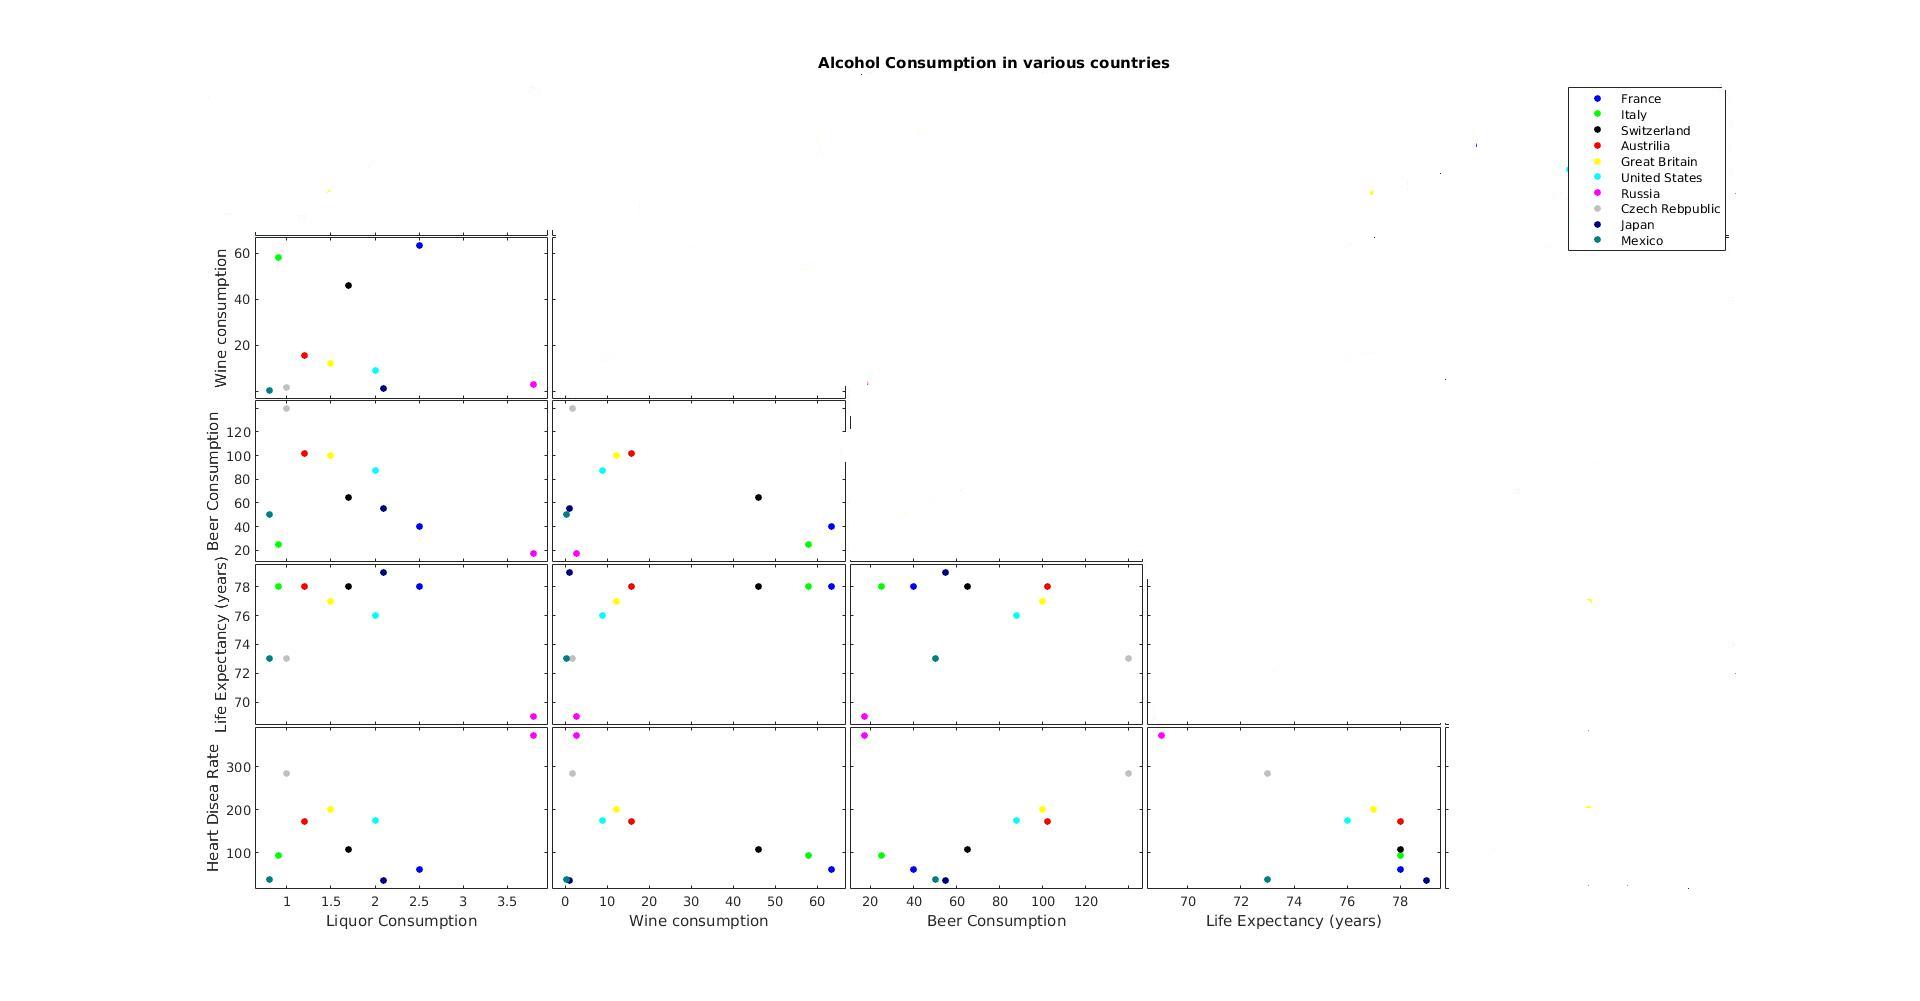 Alcohol Consumption in various countries
France
Italy
Switzerland
Austrilia
Great Britain
United States
Russia
Czech Rebpublic
Japan
Mexico
Wine consumption
60
40
20
Beer Consumption
120
100
80
60
40
20
Life Expectancy (years)
78
76
74
72
70
Heart Disea Rate
300
200
100
1 1.5 2 2.5 3 3.5
0 10 20 30 40 50 60
20 40 60 80 100 120
70 72 74 76 78
Liquor Consumption
Wine consumption
Beer Consumption
Life Expectancy (years)